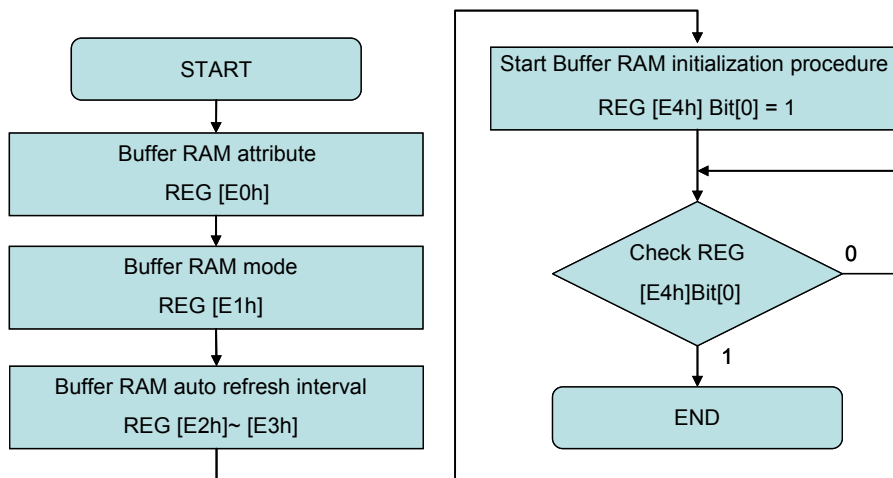 START
Buffer RAM attribute
REG [E0h]
Buffer RAM mode
REG [E1h]
Buffer RAM auto refresh interval
REG [E2h]~ [E3h]
Start Buffer RAM initialization procedure
REG [E4h] Bit[0] = 1
Check REG
[E4h]Bit[0]
0
1
END